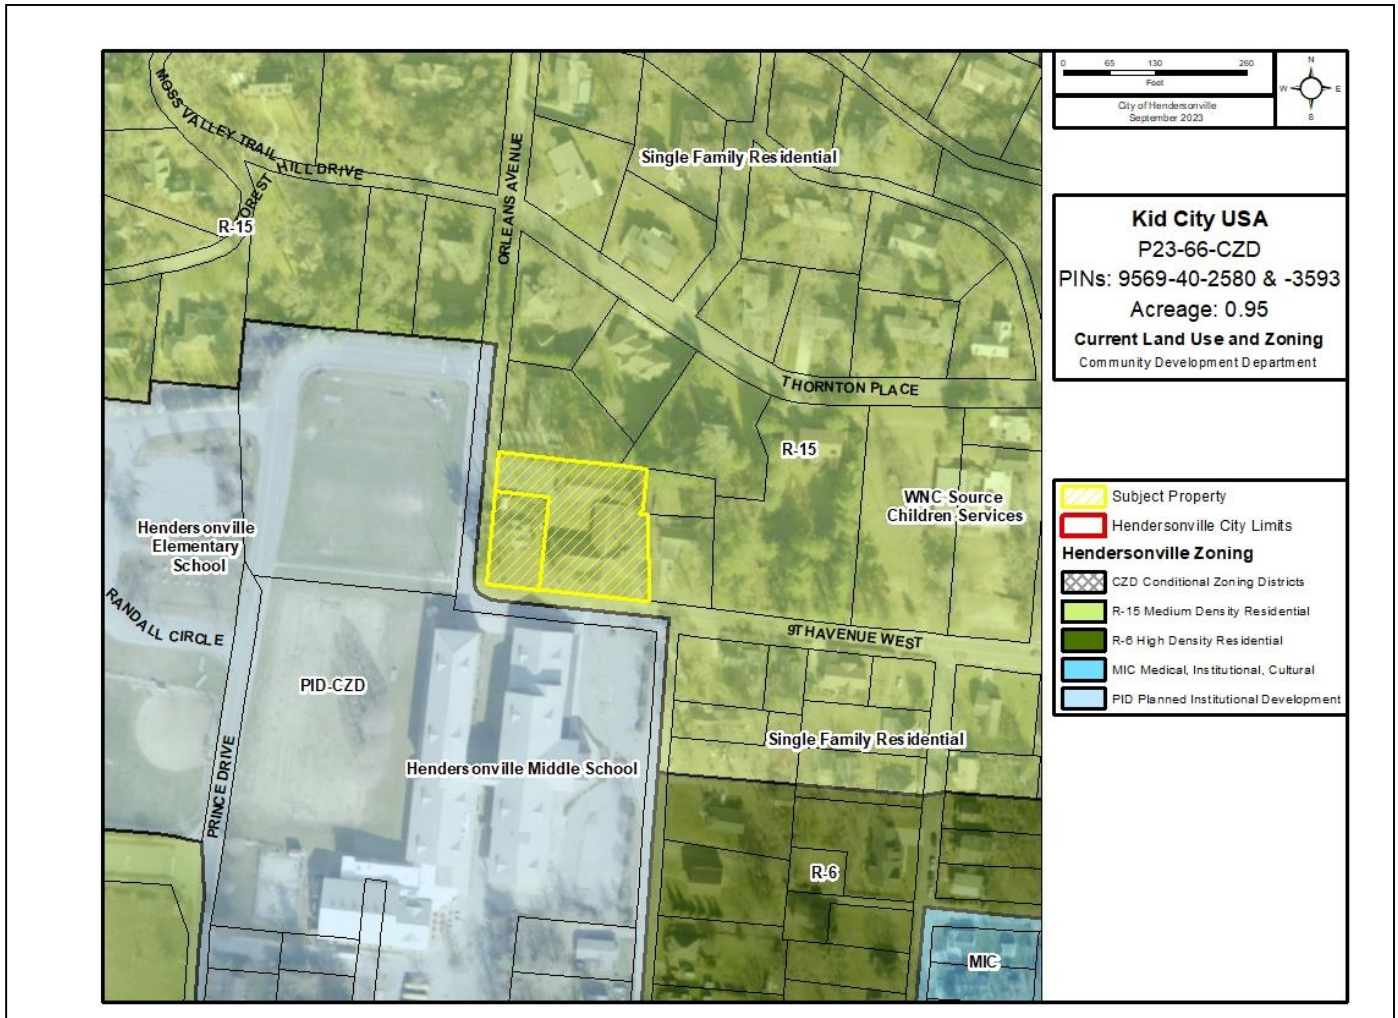 MOSS VALLEY TRAIL
HILL DRIVE
FOREST
R-15
ORLEANS AVENUE
Single Family Residential
THORNTON PLACE
R-15
WNC Source
Children Services
Hendersonville
Elementary
School
RANDALL CIRCLE
PRINCE DRIVE
PID-CZD
Hendersonville Middle School
9TH AVENUE WEST
Single Family Residential
R-6
MIC
0 65 130 260
Feet
City of Hendersonville
September 2023
N
W E
S
Kid City USA
P23-66-CZD
PINs: 9569-40-2580 & -3593
Acreage: 0.95
Current Land Use and Zoning
Community Development Department
Subject Property
Hendersonville City Limits
Hendersonville Zoning
CZD Conditional Zoning Districts
R-15 Medium Density Residential
R-6 High Density Residential
MIC Medical, Institutional, Cultural
PID Planned Institutional Development